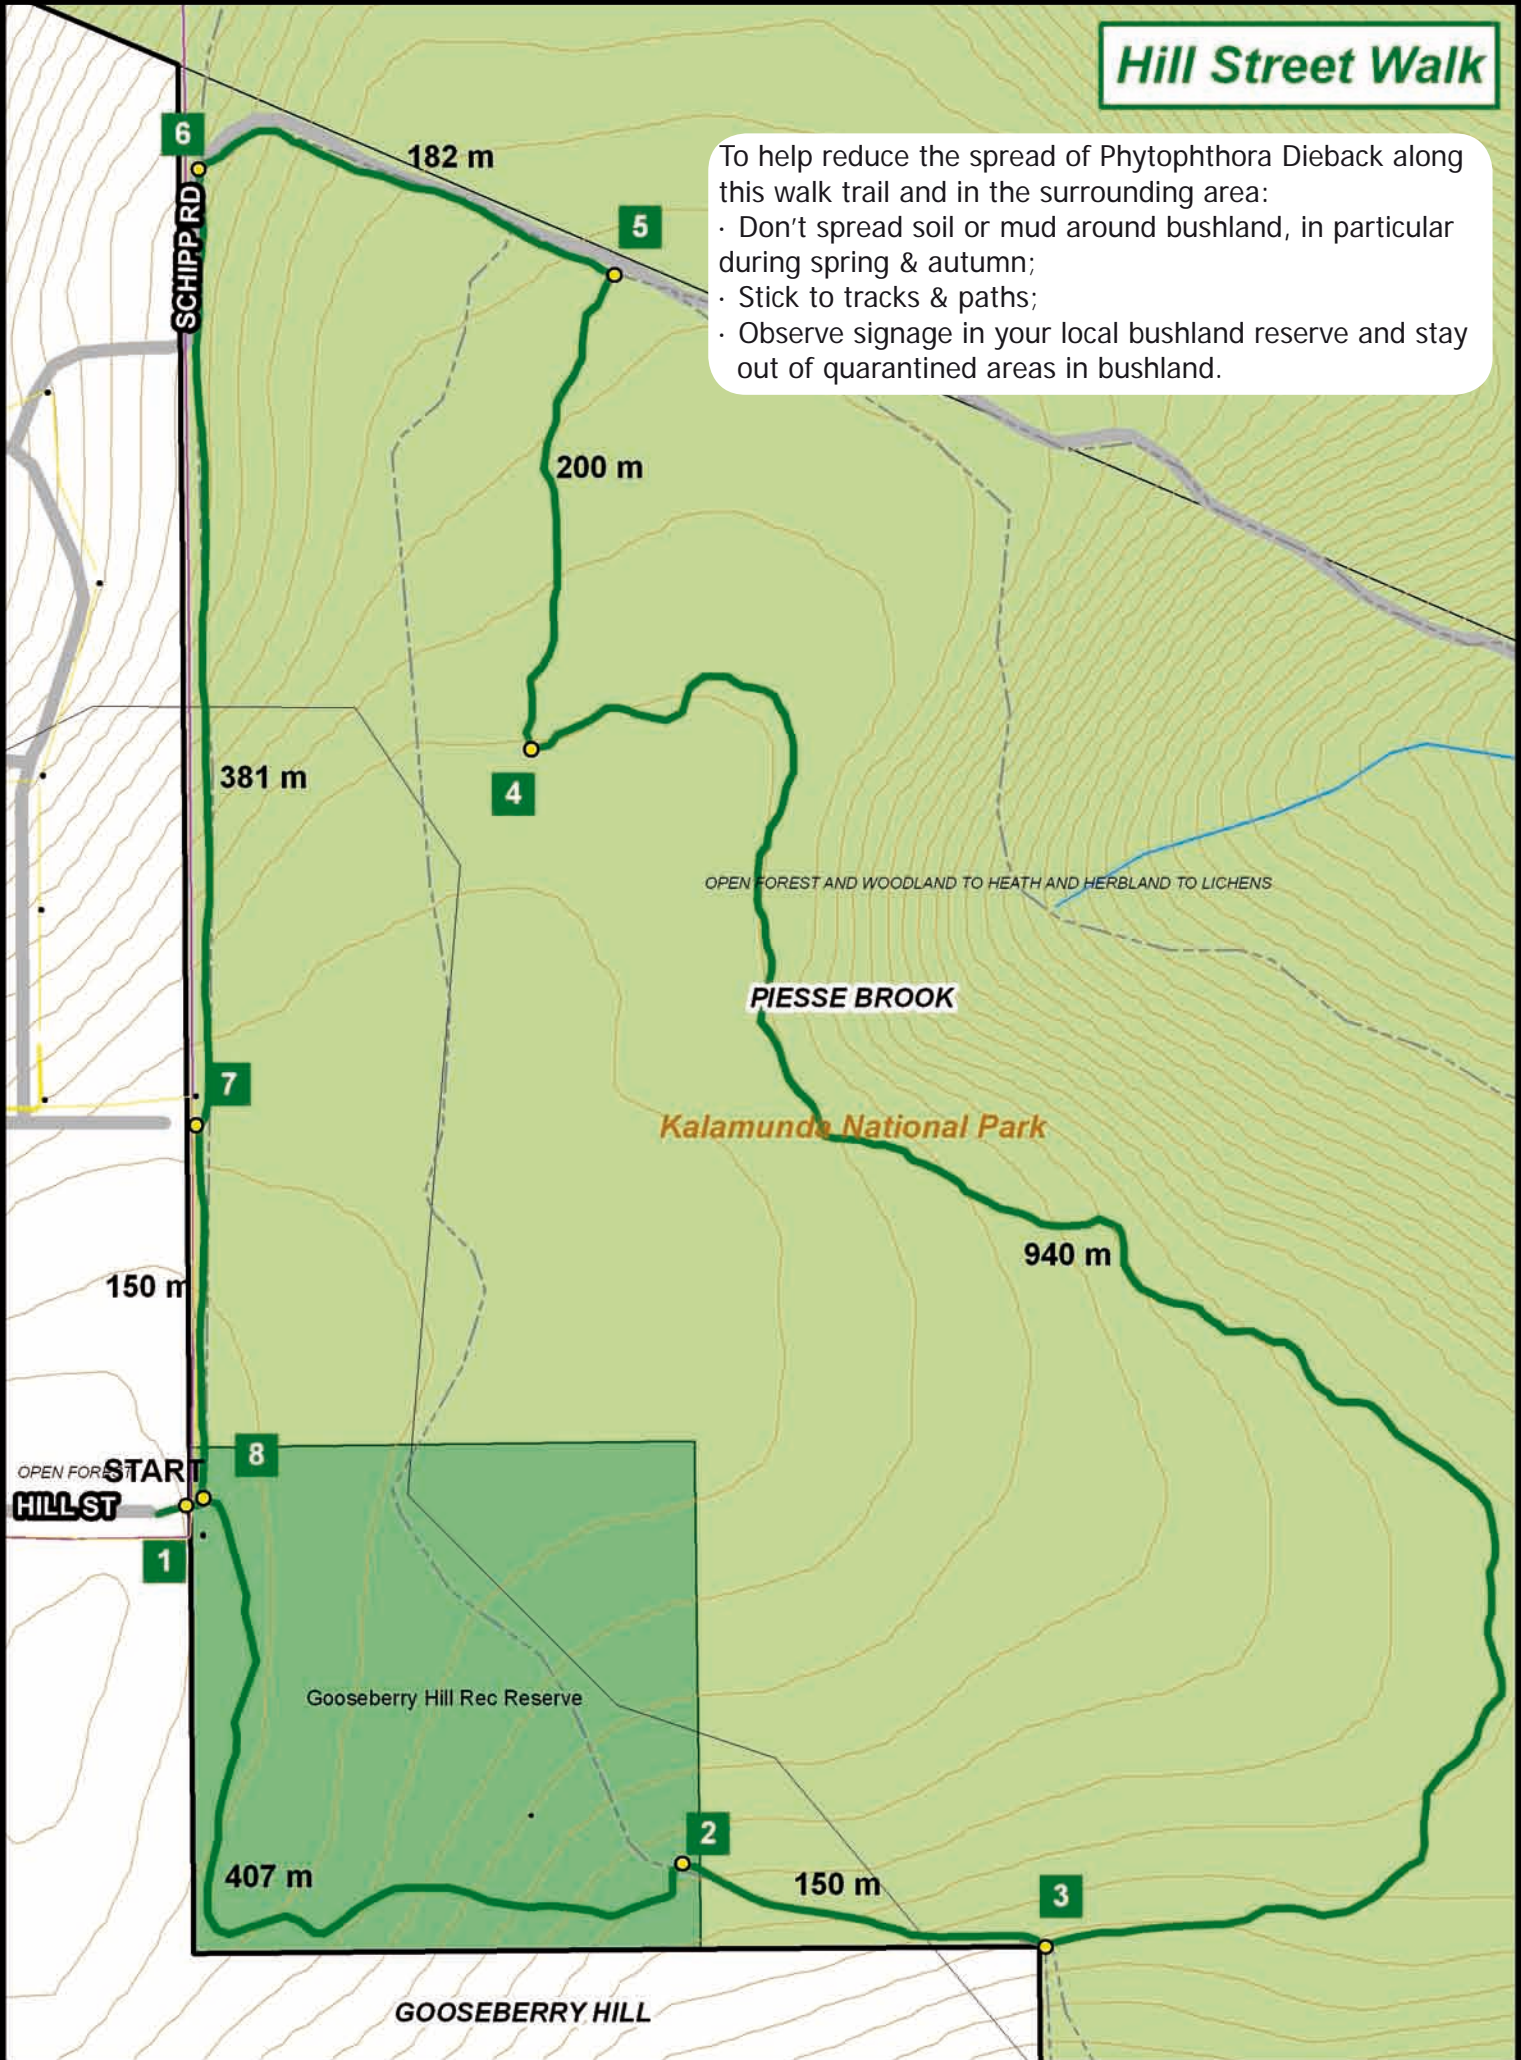 Hill Street Walk
6
182 m
To help reduce the spread of Phytophthora Dieback along
this walk trail and in the surrounding area:
· Don't spread soil or mud around bushland, in particular
during spring & autumn;
· Stick to tracks & paths;
· Observe signage in your local bushland reserve and stay
out of quarantined areas in bushland.
5
SCHIPP RD
200 m
381 m
4
OPEN FOREST AND WOODLAND TO HEATH AND HERBLAND TO LICHENS
PIESSE BROOK
7
Kalamunda National Park
940 m
150 m
8
OPEN FOREST
START
HILL ST
1
Gooseberry Hill Rec Reserve
2
407 m
150 m
3
GOOSEBERRY HILL